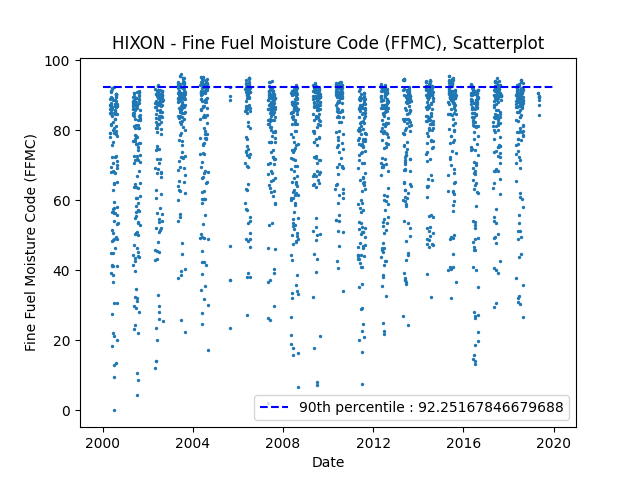 HIXON - Fine Fuel Moisture Code (FFMC), Scatterplot
100
80
60
40
20
0
Fine Fuel Moisture Code (FFMC)
90th percentile : 92.25167846679688
2000 2004 2008 2012 2016 2020
Date